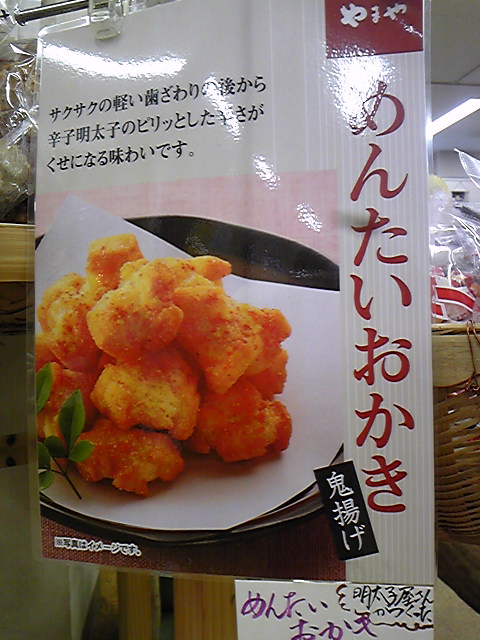 やまや
めんたいおかき
鬼揚げ
サクサクの軽い歯ざわりの後から
辛子明太子のピリッとした辛さが
くせになる味わいです。
※写真はイメージです。
めんたい
おかき
明太子屋さん
がつくった